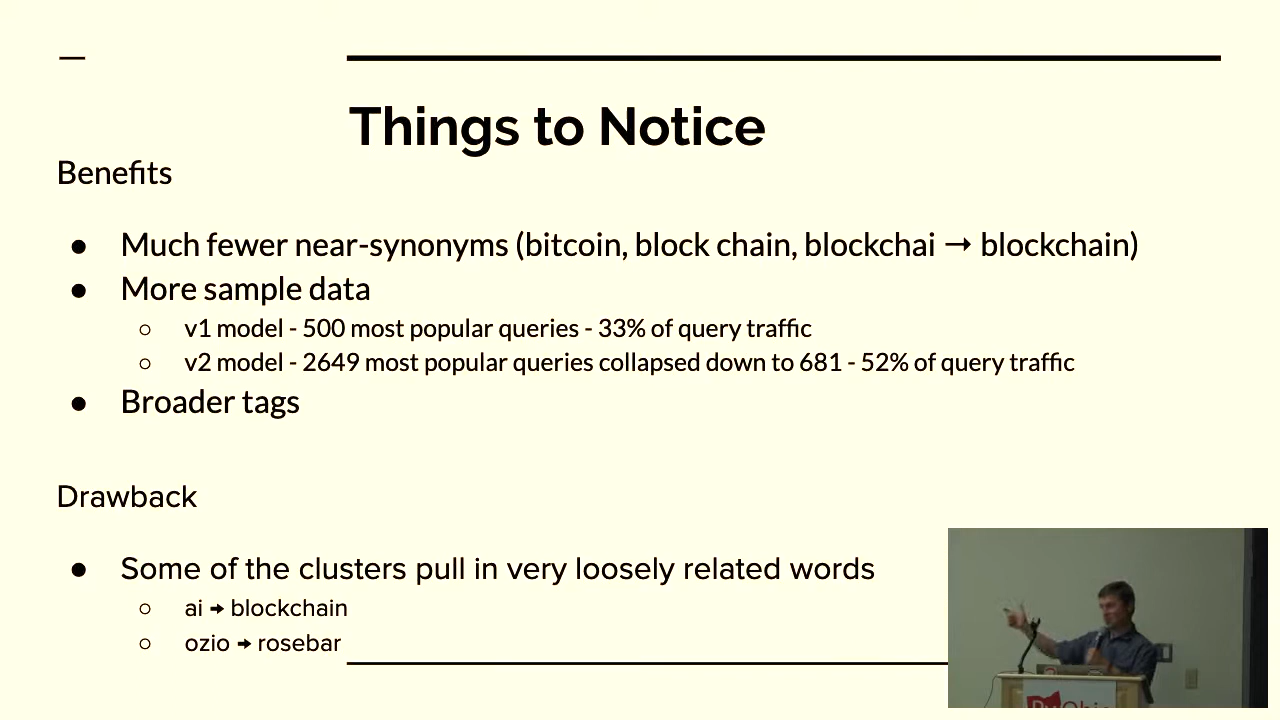 Things to Notice
Benefits
● Much fewer near-synonyms (bitcoin, block chain, blockchai → blockchain)
● More sample data
○ v1 model - 500 most popular queries - 33% of query traffic
○ v2 model - 2649 most popular queries collapsed down to 681 - 52% of query traffic
● Broader tags
Drawback
● Some of the clusters pull in very loosely related words
○ ai → blockchain
○ ozio → rosebar